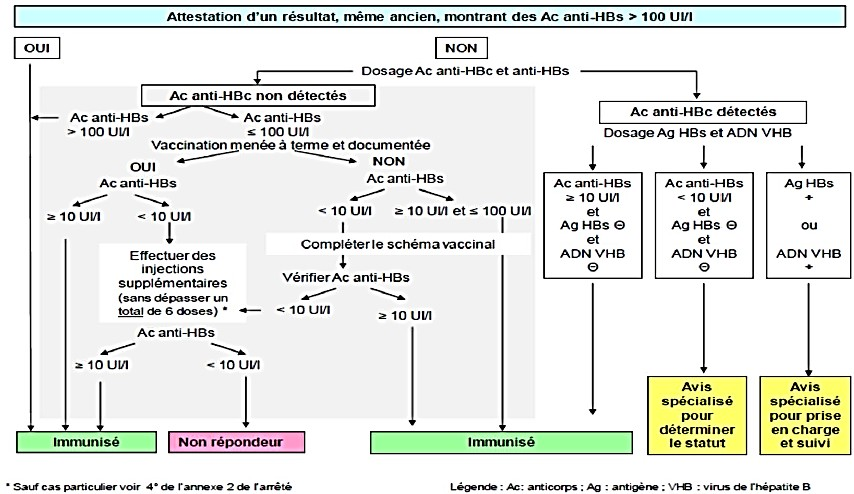 Attestation d'un résultat, même ancien, montrant des Ac anti-HBs > 100 UI/l
OUI
NON
Dosage Ac anti-HBc et anti-HBs
Ac anti-HBc non détectés
Ac anti-HBs
> 100 UI/l
Ac anti-HBs
≤ 100 UI/l
Vaccination menée à terme et documentée
OUI
Ac anti-HBs
≥ 10 UI/l
< 10 UI/l
NON
Ac anti-HBs
< 10 UI/l
≥ 10 UI/l et ≤ 100 UI/l
Effectuer des
injections
supplémentaires
(sans dépasser un
total de 6 doses) *
Compléter le schéma vaccinal
Vérifier Ac anti-HBs
< 10 UI/l
≥ 10 UI/l
Ac anti-HBs
≥ 10 UI/l
< 10 UI/l
Ac anti-HBc détectés
Dosage Ag HBs et ADN VHB
Ac anti-HBs
≥ 10 UI/l
et
Ag HBs Θ
et
ADN VHB
Θ
Ac anti-HBs
< 10 UI/l
et
Ag HBs Θ
et
ADN VHB
Θ
Ag HBs
+
ou
ADN VHB
+
Immunisé
Non répondeur
Immunisé
Avis
spécialisé
pour
déterminer
le statut
Avis
spécialisé
pour prise
en charge
et suivi
* Sauf cas particulier voir 4° de l'annexe 2 de l'arrêté
Légende : Ac: anticorps ; Ag : antigène ; VHB : virus de l'hépatite B